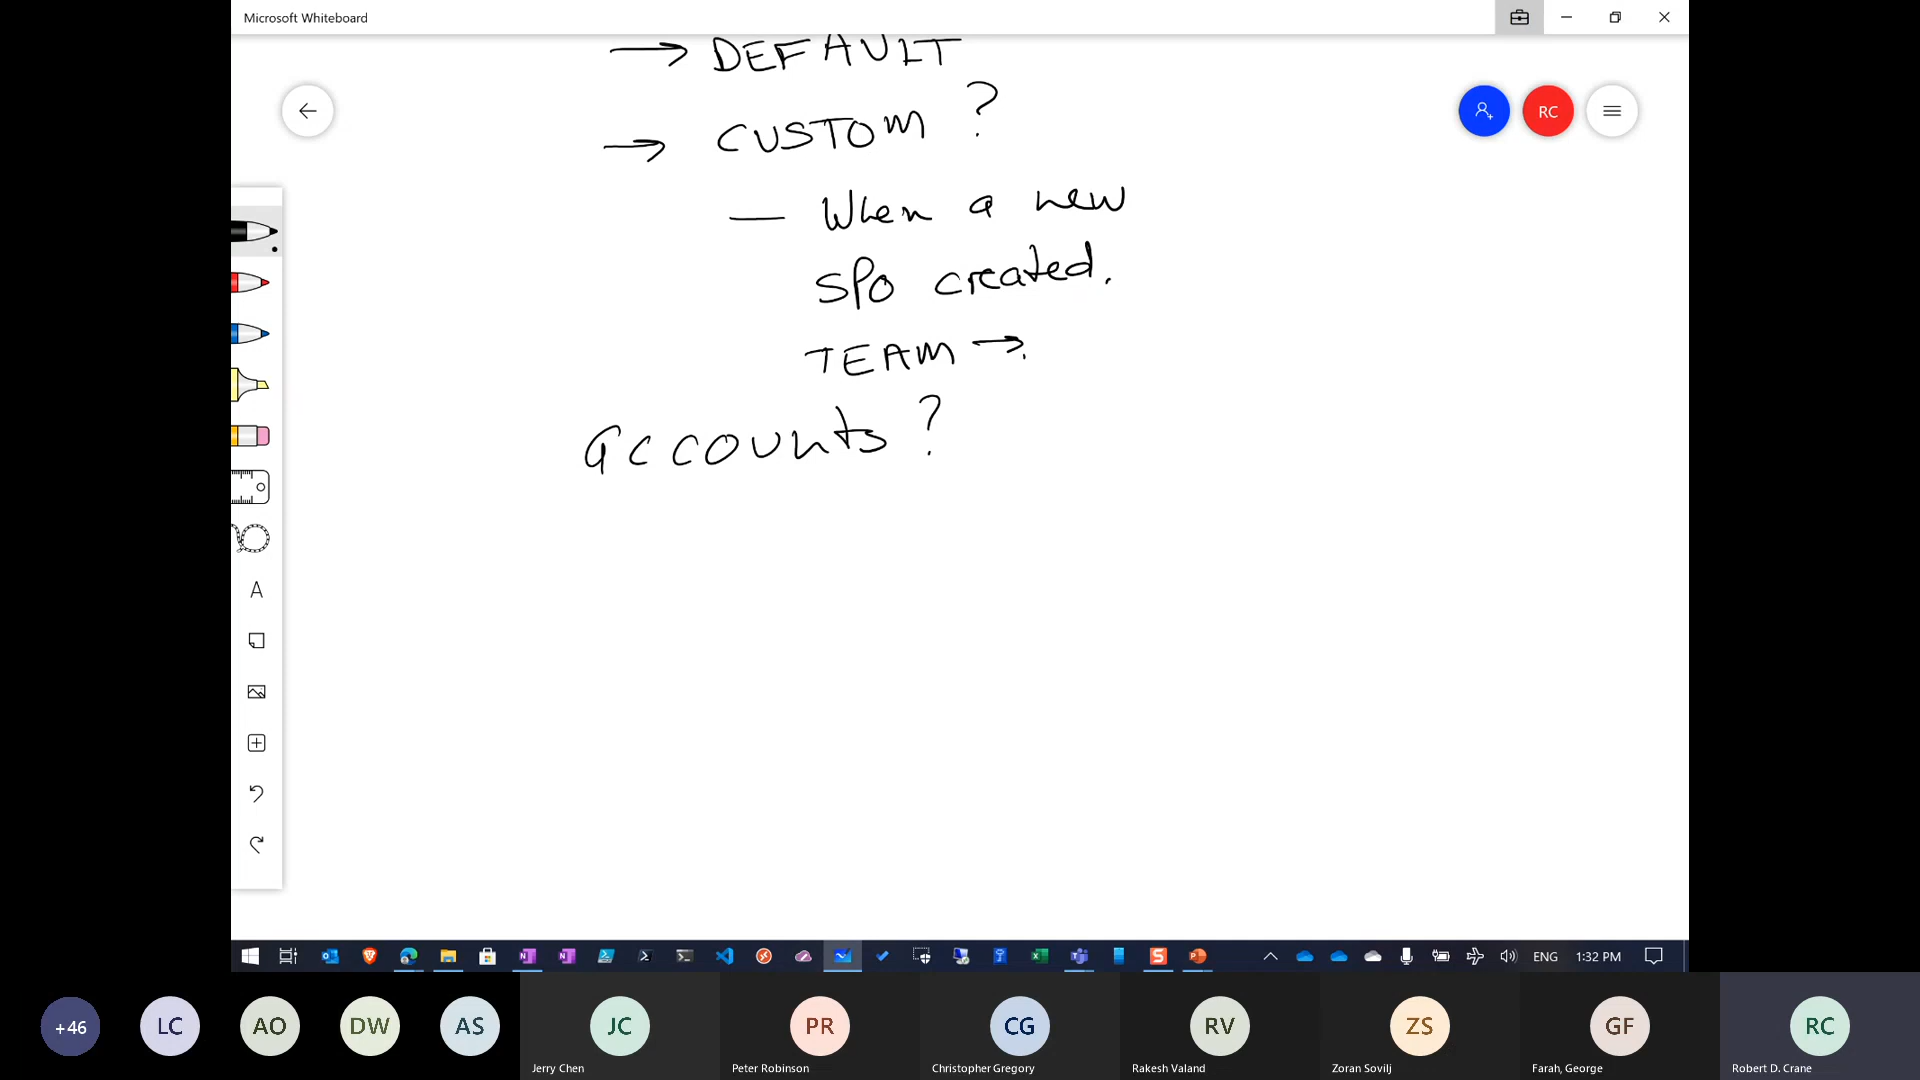 Microsoft Whiteboard
→ DEFAULT
RC
→ CUSTOM ?
— When a new
SPO created.
TEAM →
accounts ?
A
ENG 1:32 PM
+46 LC AO DW AS JC PR CG RV ZS GF RC
Jerry Chen Peter Robinson Christopher Gregory Rakesh Valand Zoran Sovilj Farah, George Robert D. Crane